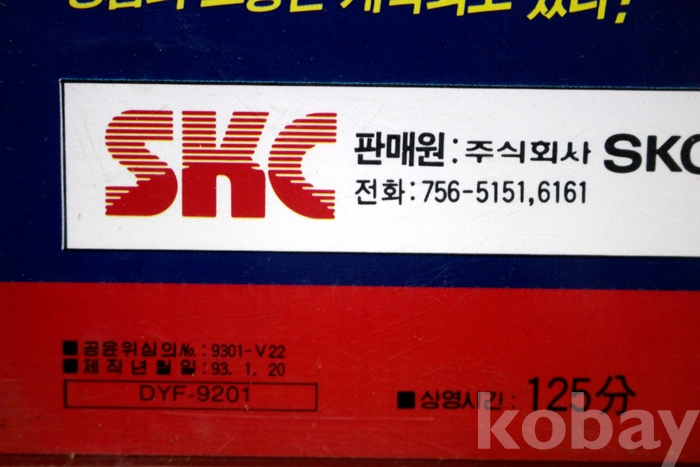 있다!
SKC
판매원: 주식회사 SKC
전화: 756-5151, 6161
■ 공윤위심의No.: 9301-V22
■ 제작년월일: 93. 1. 20
DYF-9201
■ 상영시간: 125分
kobay